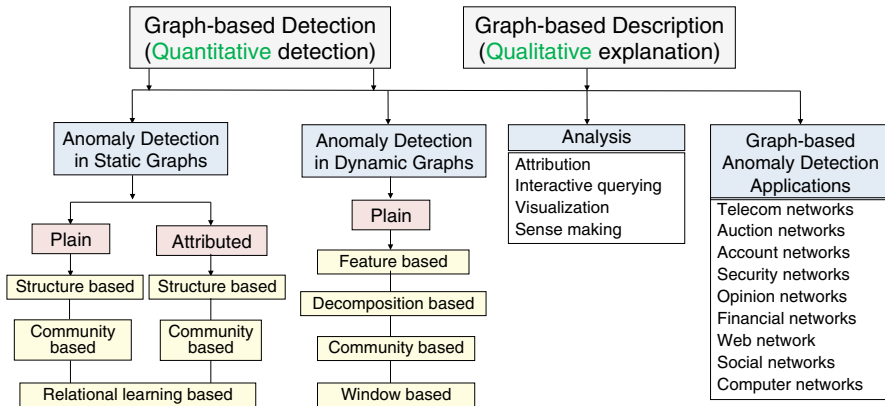 Graph-based Detection
(Quantitative detection)
Graph-based Description
(Qualitative explanation)
Anomaly Detection
in Static Graphs
Anomaly Detection
in Dynamic Graphs
Analysis
Attribution
Interactive querying
Visualization
Sense making
Graph-based
Anomaly Detection
Applications
Telecom networks
Auction networks
Account networks
Security networks
Opinion networks
Financial networks
Web network
Social networks
Computer networks
Plain
Attributed
Structure based
Structure based
Community
based
Community
based
Relational learning based
Plain
Feature based
Decomposition based
Community based
Window based